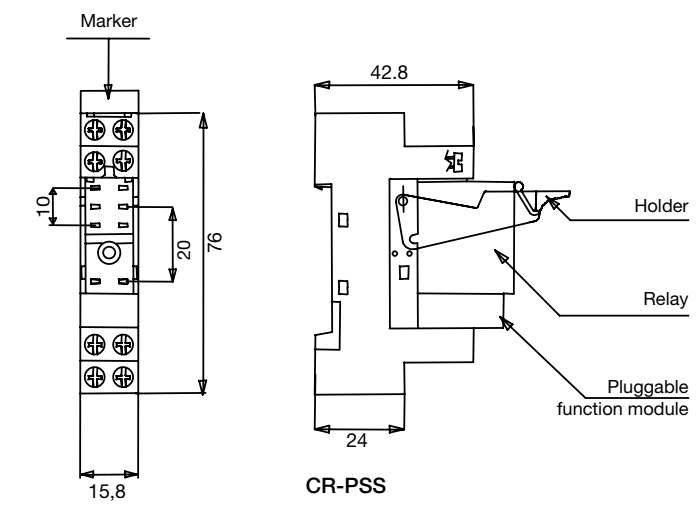 Marker
42.8
10
20
76
Holder
Relay
Pluggable
function module
24
15,8
CR-PSS